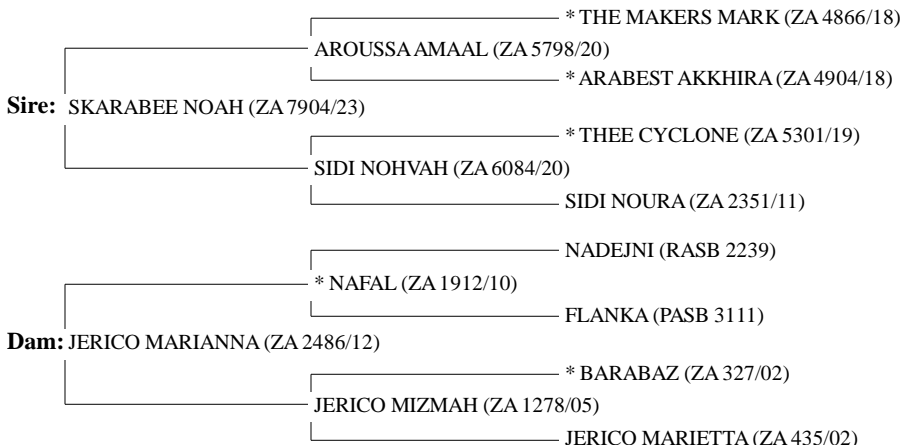 * THE MAKERS MARK (ZA 4866/18)
AROUSSA AMAAL (ZA 5798/20)
* ARABEST AKKHIRA (ZA 4904/18)
Sire: SKARABEE NOAH (ZA 7904/23)
* THEE CYCLONE (ZA 5301/19)
SIDI NOHVAH (ZA 6084/20)
SIDI NOURA (ZA 2351/11)
NADEJNI (RASB 2239)
* NAFAL (ZA 1912/10)
FLANKA (PASB 3111)
Dam: JERICO MARIANNA (ZA 2486/12)
* BARABAZ (ZA 327/02)
JERICO MIZMAH (ZA 1278/05)
JERICO MARIETTA (ZA 435/02)